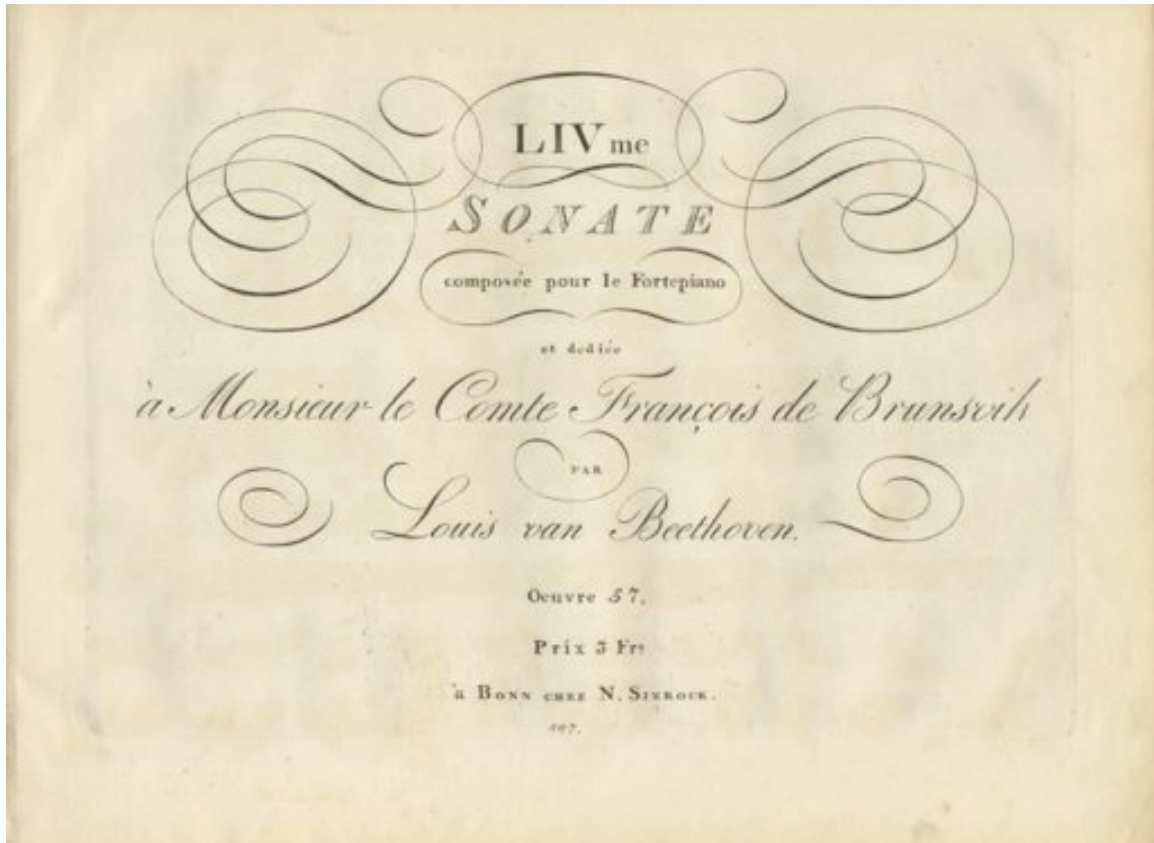 LIV me
SONATE
composée pour le Fortepiano
et dediée
à Monsieur le Comte François de Brunsvik
PAR
Louis van Beethoven.
Oeuvre 57.
Prix 3 Frs
à BONN CHEZ N. SIMROCK.